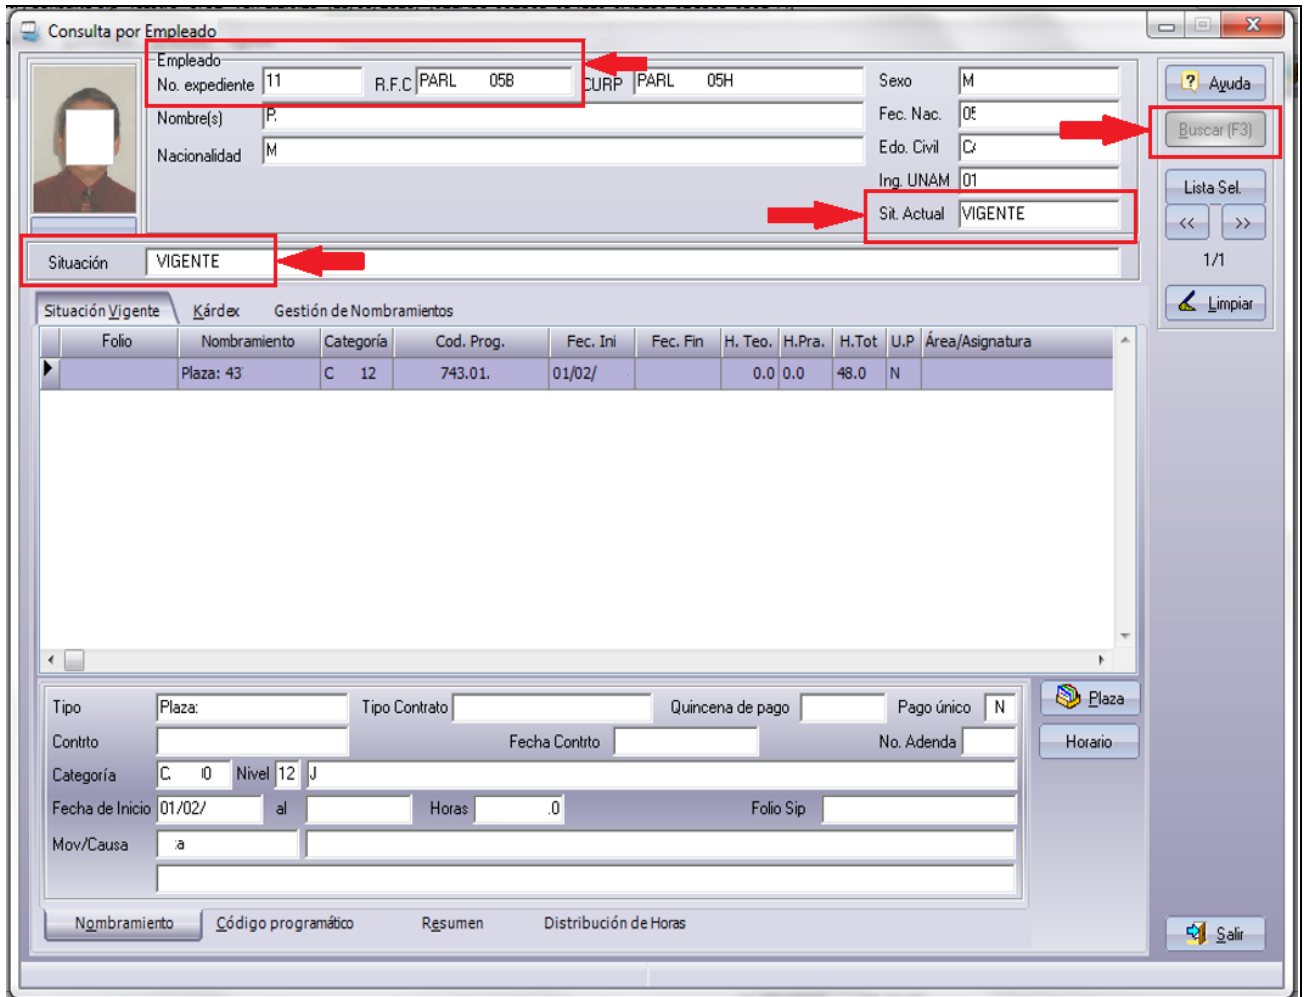 Consulta por Empleado
Empleado
No. expediente 11 R.F.C PARL 05B CURP PARL 05H Sexo M
Ayuda
Nombre(s) P. Fec. Nac. 05
Buscar (F3)
Nacionalidad M Edo. Civil
Ing. UNAM 01
Lista Sel.
Sit. Actual VIGENTE
<< >>
Situación VIGENTE
1/1
Situación Vigente Kárdex Gestión de Nombramientos
Limpiar
Folio Nombramiento Categoría Cod. Prog. Fec. Ini Fec. Fin H. Teo. H.Pra. H.Tot U.P Área/Asignatura
Plaza: 43 C 12 743.01. 01/02/ 0.0 0.0 48.0 N
Tipo Plaza: Tipo Contrato Quincena de pago Pago único N
Plaza
Contrto Fecha Contrto No. Adenda
Horario
Categoría C. 0 Nivel 12 J
Fecha de Inicio 01/02/ al Horas .0 Folio Sip
Mov/Causa a
Nombramiento Código programático Resumen Distribución de Horas
Salir